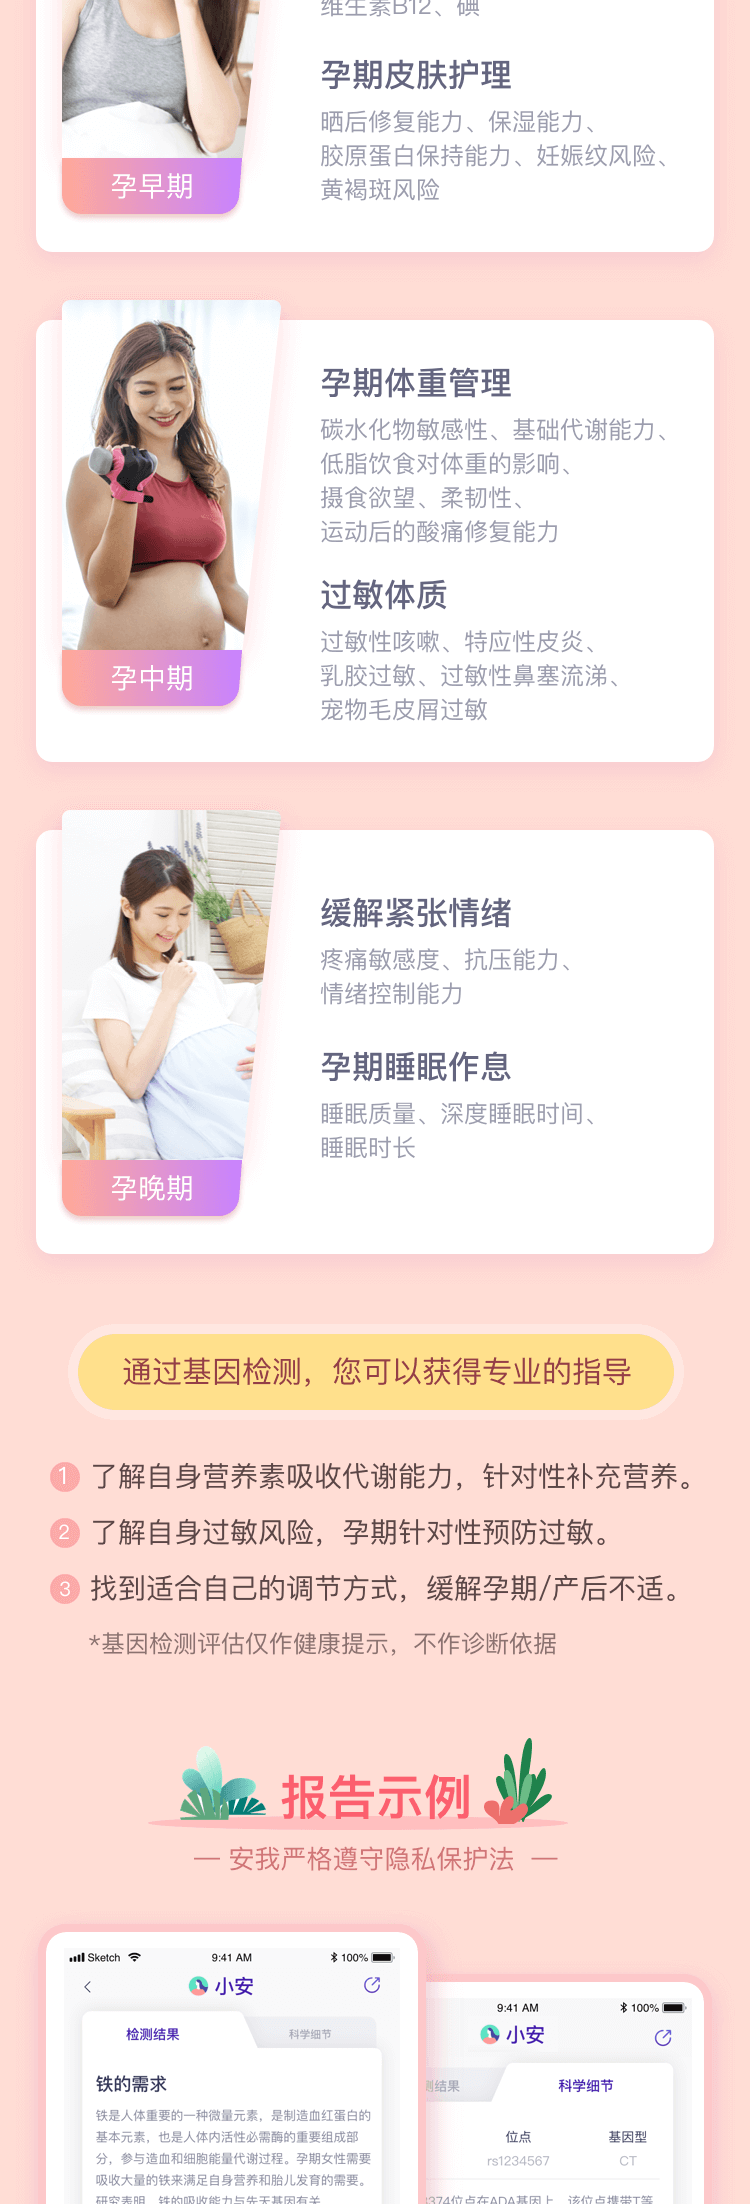 维生素B12、碘
孕期皮肤护理
晒后修复能力、保湿能力、
胶原蛋白保持能力、妊娠纹风险、
黄褐斑风险
孕早期
孕期体重管理
碳水化物敏感性、基础代谢能力、
低脂饮食对体重的影响、
摄食欲望、柔韧性、
运动后的酸痛修复能力
过敏体质
过敏性咳嗽、特应性皮炎、
乳胶过敏、过敏性鼻塞流涕、
宠物毛皮屑过敏
孕中期
缓解紧张情绪
疼痛敏感度、抗压能力、
情绪控制能力
孕期睡眠作息
睡眠质量、深度睡眠时间、
睡眠时长
孕晚期
通过基因检测，您可以获得专业的指导
1 了解自身营养素吸收代谢能力，针对性补充营养。
2 了解自身过敏风险，孕期针对性预防过敏。
3 找到适合自己的调节方式，缓解孕期/产后不适。
*基因检测评估仅作健康提示，不作诊断依据
报告示例
— 安我严格遵守隐私保护法 —
Sketch 9:41 AM 100%
小安
检测结果 科学细节
铁的需求
铁是人体重要的一种微量元素，是制造血红蛋白的
基本元素，也是人体内活性必需酶的重要组成部
分，参与造血和细胞能量代谢过程。孕期女性需要
吸收大量的铁来满足自身营养和胎儿发育的需要。
研究表明，铁的吸收能力与先天基因有关
9:41 AM 100%
小安
测结果 科学细节
位点 基因型
rs1234567 CT
3374位点在ADA基因上，该位点携带T等